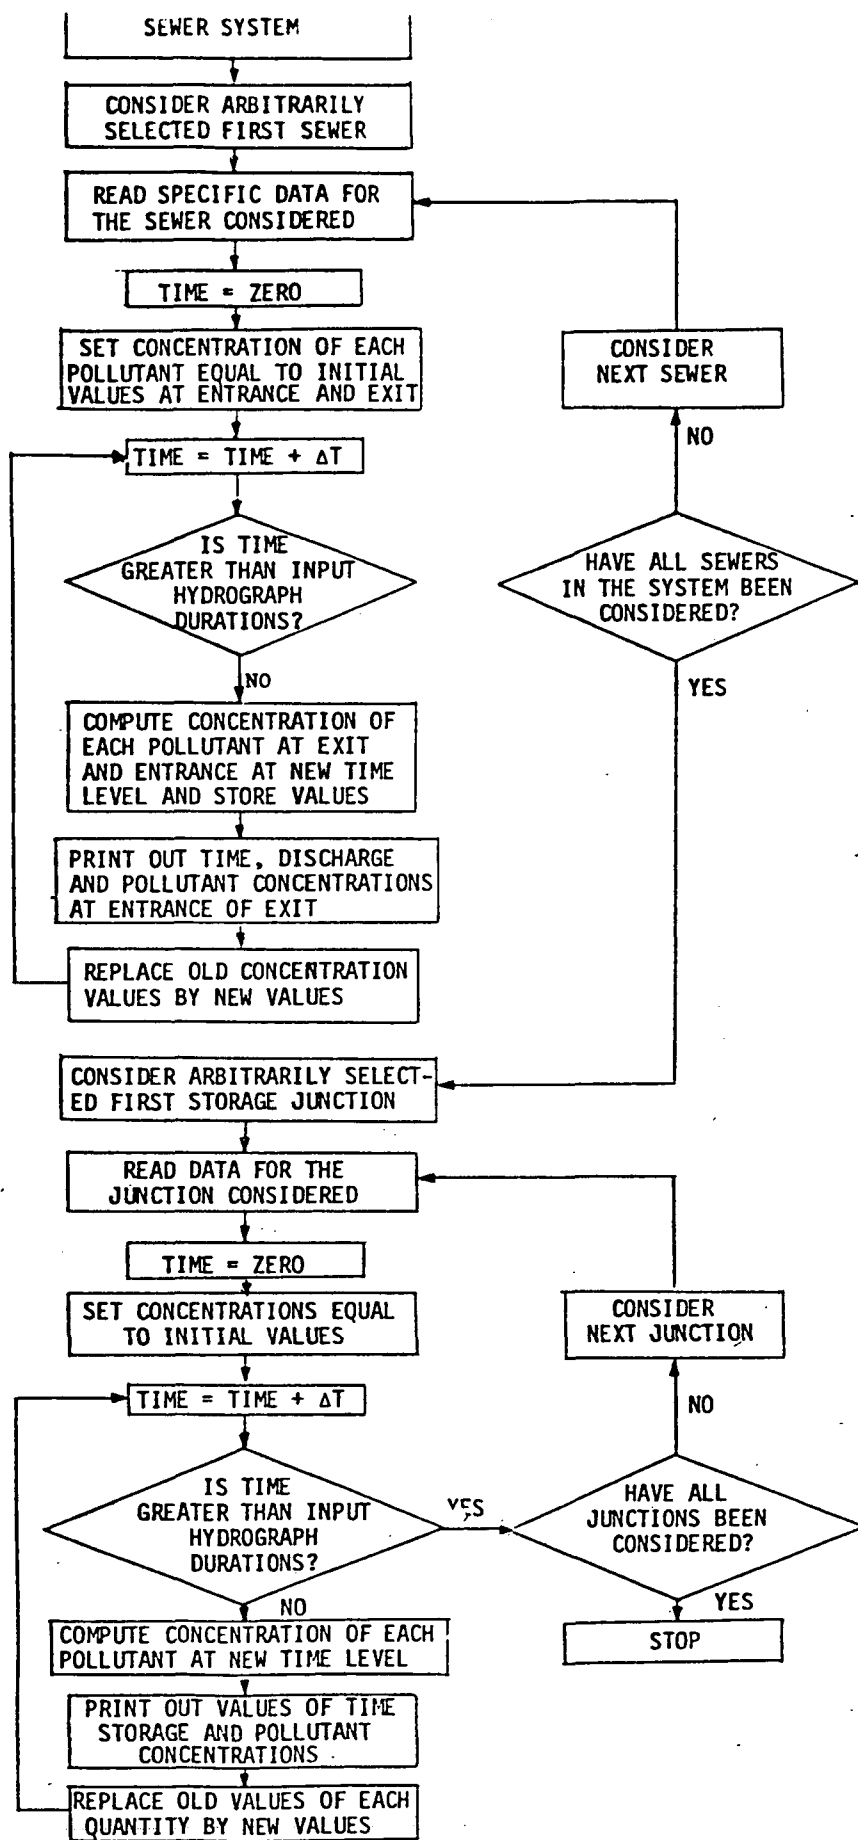 SEWER SYSTEM
CONSIDER ARBITRARILY
SELECTED FIRST SEWER
READ SPECIFIC DATA FOR
THE SEWER CONSIDERED
TIME = ZERO
SET CONCENTRATION OF EACH
POLLUTANT EQUAL TO INITIAL
VALUES AT ENTRANCE AND EXIT
CONSIDER
NEXT SEWER
NO
TIME = TIME + ΔT
IS TIME
GREATER THAN INPUT
HYDROGRAPH
DURATIONS?
HAVE ALL SEWERS
IN THE SYSTEM BEEN
CONSIDERED?
NO
YES
COMPUTE CONCENTRATION OF
EACH POLLUTANT AT EXIT
AND ENTRANCE AT NEW TIME
LEVEL AND STORE VALUES
PRINT OUT TIME, DISCHARGE
AND POLLUTANT CONCENTRATIONS
AT ENTRANCE OF EXIT
REPLACE OLD CONCENTRATION
VALUES BY NEW VALUES
CONSIDER ARBITRARILY SELECT-
ED FIRST STORAGE JUNCTION
READ DATA FOR THE
JUNCTION CONSIDERED
TIME = ZERO
SET CONCENTRATIONS EQUAL
TO INITIAL VALUES
CONSIDER
NEXT JUNCTION
NO
TIME = TIME + ΔT
IS TIME
GREATER THAN INPUT
HYDROGRAPH
DURATIONS?
YES
HAVE ALL
JUNCTIONS BEEN
CONSIDERED?
NO
YES
STOP
COMPUTE CONCENTRATION OF EACH
POLLUTANT AT NEW TIME LEVEL
PRINT OUT VALUES OF TIME
STORAGE AND POLLUTANT
CONCENTRATIONS
REPLACE OLD VALUES OF EACH
QUANTITY BY NEW VALUES